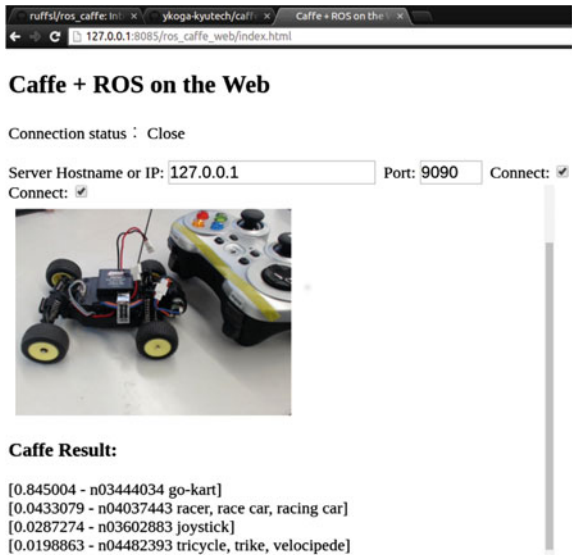 ruffsl/ros_caffe: Int
ykoga-kyutech/caff
Caffe + ROS on the
127.0.0.1:8085/ros_caffe_web/index.html
Caffe + ROS on the Web
Connection status： Close
Server Hostname or IP: 127.0.0.1 Port: 9090 Connect:
Connect:
Caffe Result:
[0.845004 - n03444034 go-kart]
[0.0433079 - n04037443 racer, race car, racing car]
[0.0287274 - n03602883 joystick]
[0.0198863 - n04482393 tricycle, trike, velocipede]